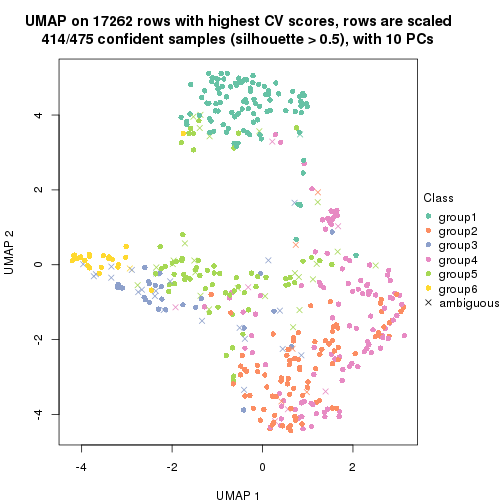 UMAP on 17262 rows with highest CV scores, rows are scaled
414/475 confident samples (silhouette > 0.5), with 10 PCs
4
2
0
-2
-4
UMAP 2
-4
-2
0
2
UMAP 1
Class
group1
group2
group3
group4
group5
group6
ambiguous